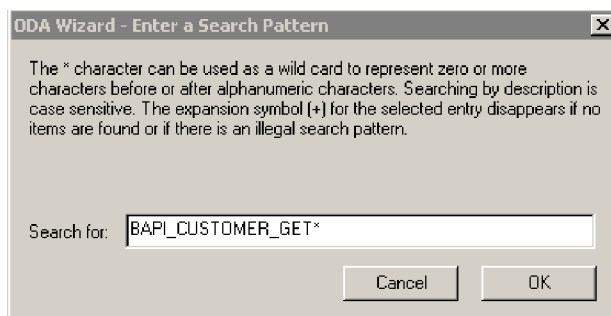 ODA Wizard - Enter a Search Pattern
The * character can be used as a wild card to represent zero or more
characters before or after alphanumeric characters. Searching by description is
case sensitive. The expansion symbol (+) for the selected entry disappears if no
items are found or if there is an illegal search pattern.
Search for: BAPI_CUSTOMER_GET*
Cancel OK